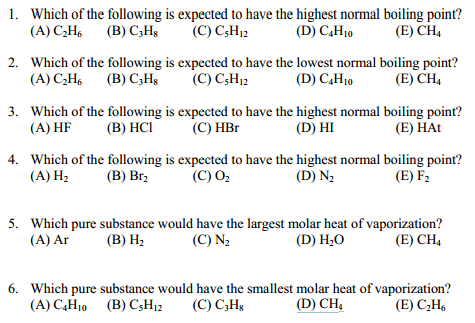 1. Which of the following is expected to have the highest normal boiling point?
(A) C₂H₆ (B) C₃H₈ (C) C₅H₁₂ (D) C₄H₁₀ (E) CH₄
2. Which of the following is expected to have the lowest normal boiling point?
(A) C₂H₆ (B) C₃H₈ (C) C₅H₁₂ (D) C₄H₁₀ (E) CH₄
3. Which of the following is expected to have the highest normal boiling point?
(A) HF (B) HCl (C) HBr (D) HI (E) HAt
4. Which of the following is expected to have the highest normal boiling point?
(A) H₂ (B) Br₂ (C) O₂ (D) N₂ (E) F₂
5. Which pure substance would have the largest molar heat of vaporization?
(A) Ar (B) H₂ (C) N₂ (D) H₂O (E) CH₄
6. Which pure substance would have the smallest molar heat of vaporization?
(A) C₄H₁₀ (B) C₅H₁₂ (C) C₃H₈ (D) CH₄ (E) C₂H₆